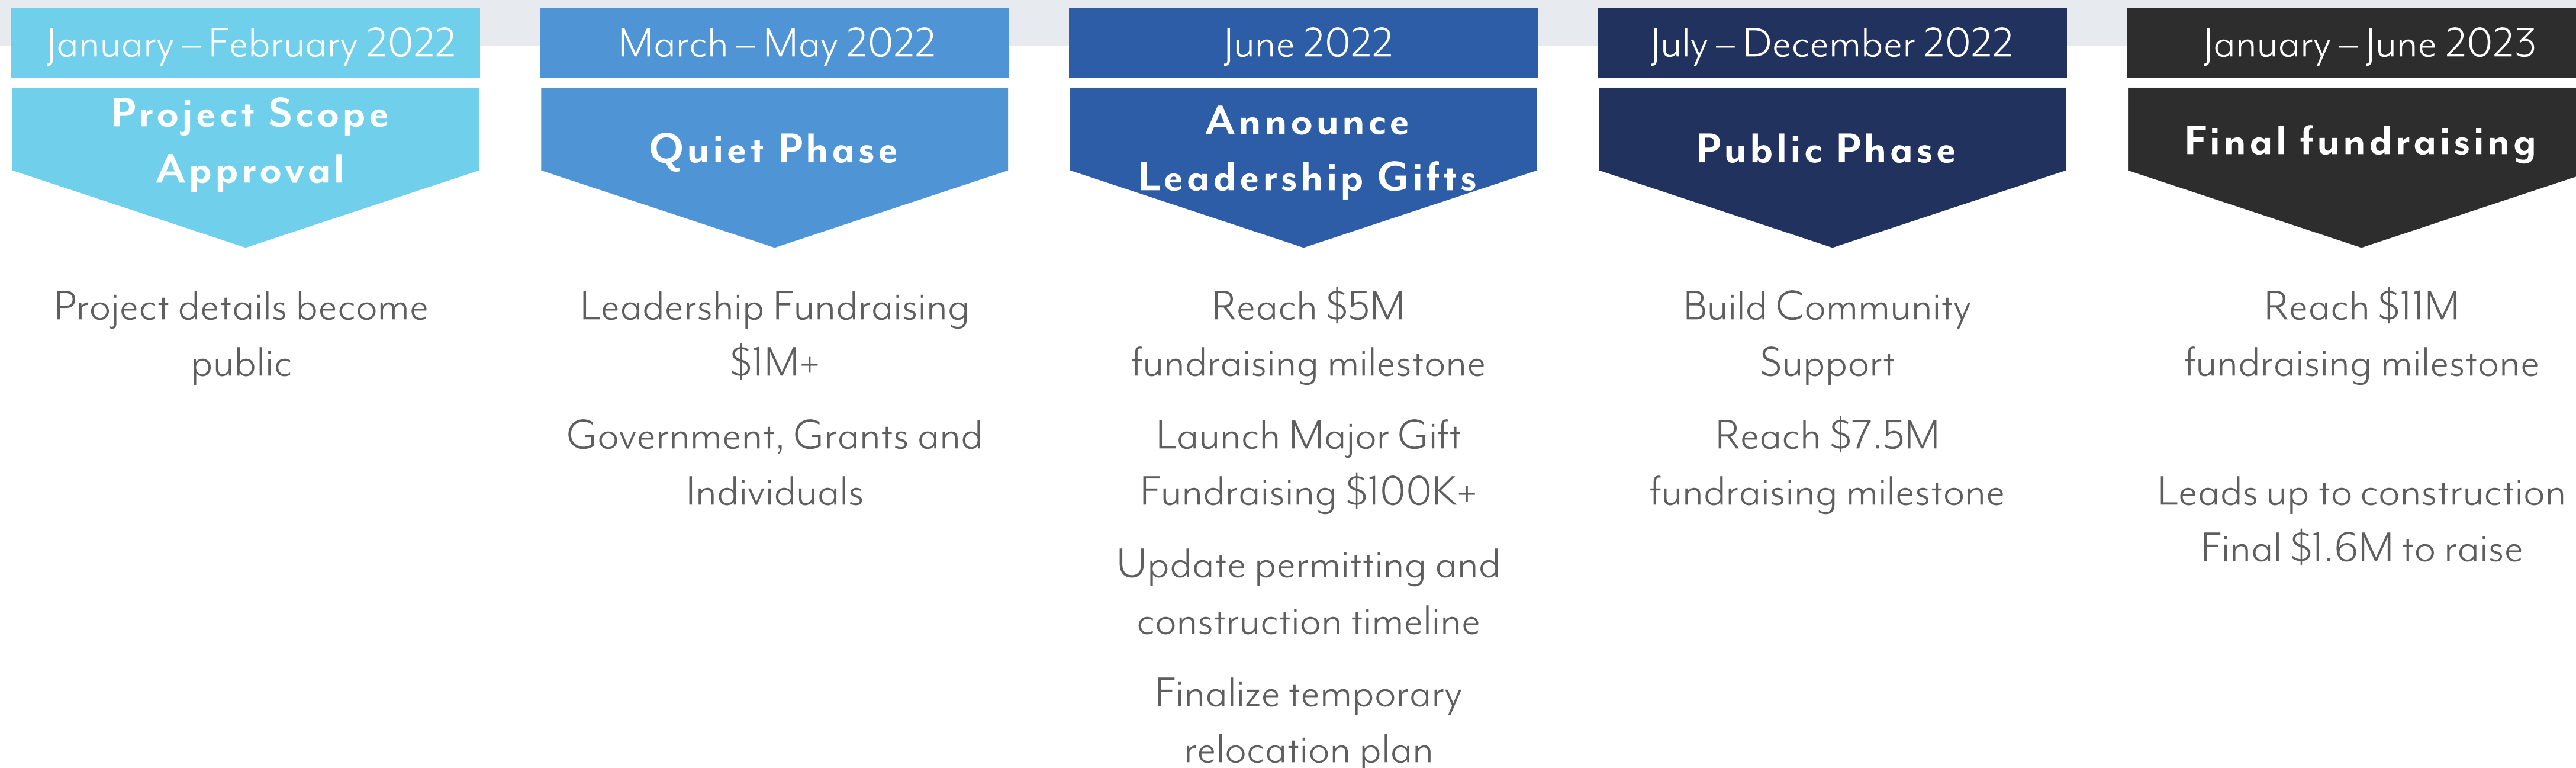 January – February 2022
Project Scope
Approval
Project details become
public
March – May 2022
Quiet Phase
Leadership Fundraising
$1M+
Government, Grants and
Individuals
June 2022
Announce
Leadership Gifts
Reach $5M
fundraising milestone
Launch Major Gift
Fundraising $100K+
Update permitting and
construction timeline
Finalize temporary
relocation plan
July – December 2022
Public Phase
Build Community
Support
Reach $7.5M
fundraising milestone
January – June 2023
Final fundraising
Reach $11M
fundraising milestone
Leads up to construction
Final $1.6M to raise